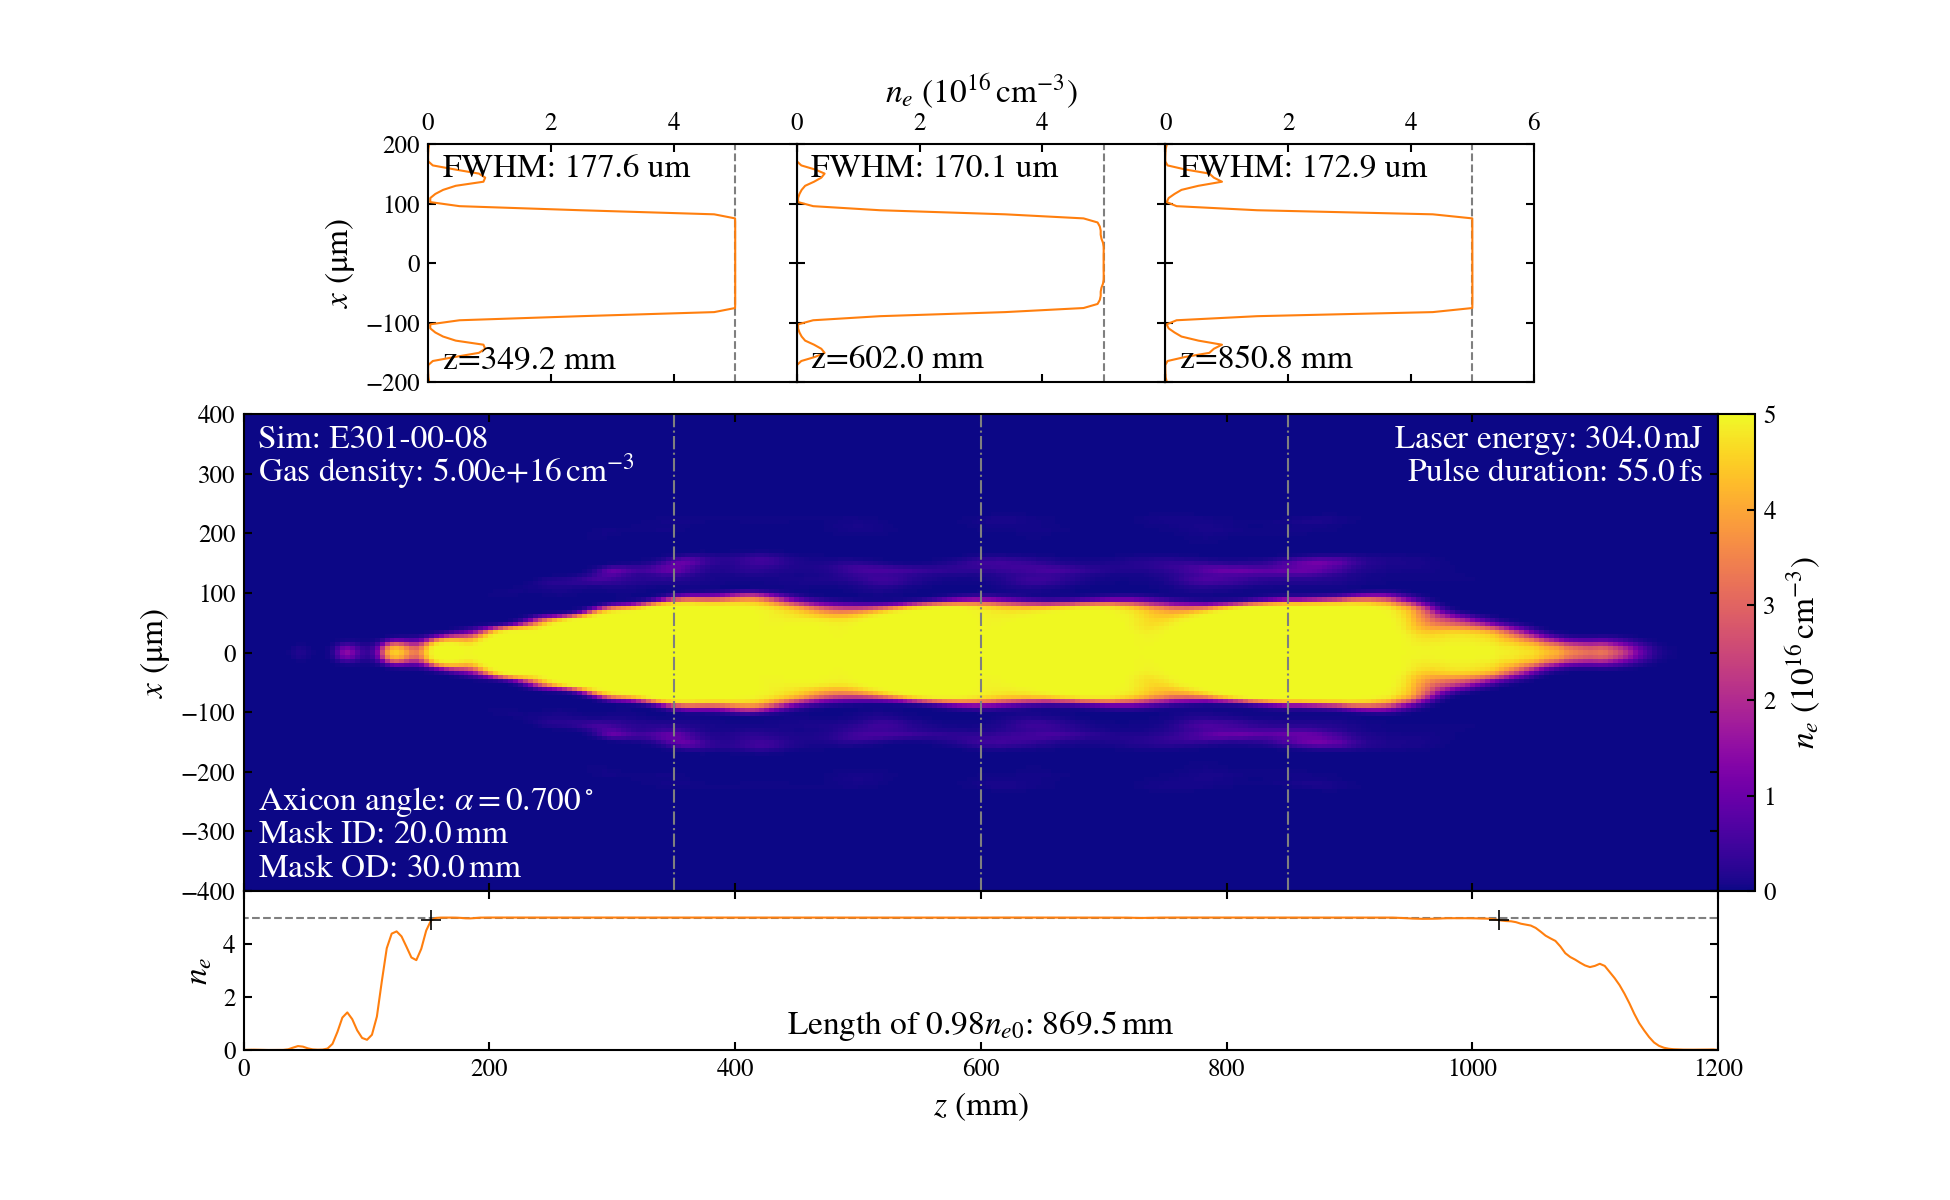 n_e (10^16 cm^−3)
0 2 4 0 2 4 0 2 4 6
200
100
0
−100
−200
x (μm)
FWHM: 177.6 um
z=349.2 mm
FWHM: 170.1 um
z=602.0 mm
FWHM: 172.9 um
z=850.8 mm
400
300
200
100
0
−100
−200
−300
−400
x (μm)
Sim: E301-00-08
Gas density: 5.00e+16 cm^−3
Laser energy: 304.0 mJ
Pulse duration: 55.0 fs
Axicon angle: α = 0.700°
Mask ID: 20.0 mm
Mask OD: 30.0 mm
5
4
3
2
1
0
n_e (10^16 cm^−3)
4
2
0
n_e
Length of 0.98n_e0: 869.5 mm
0 200 400 600 800 1000 1200
z (mm)